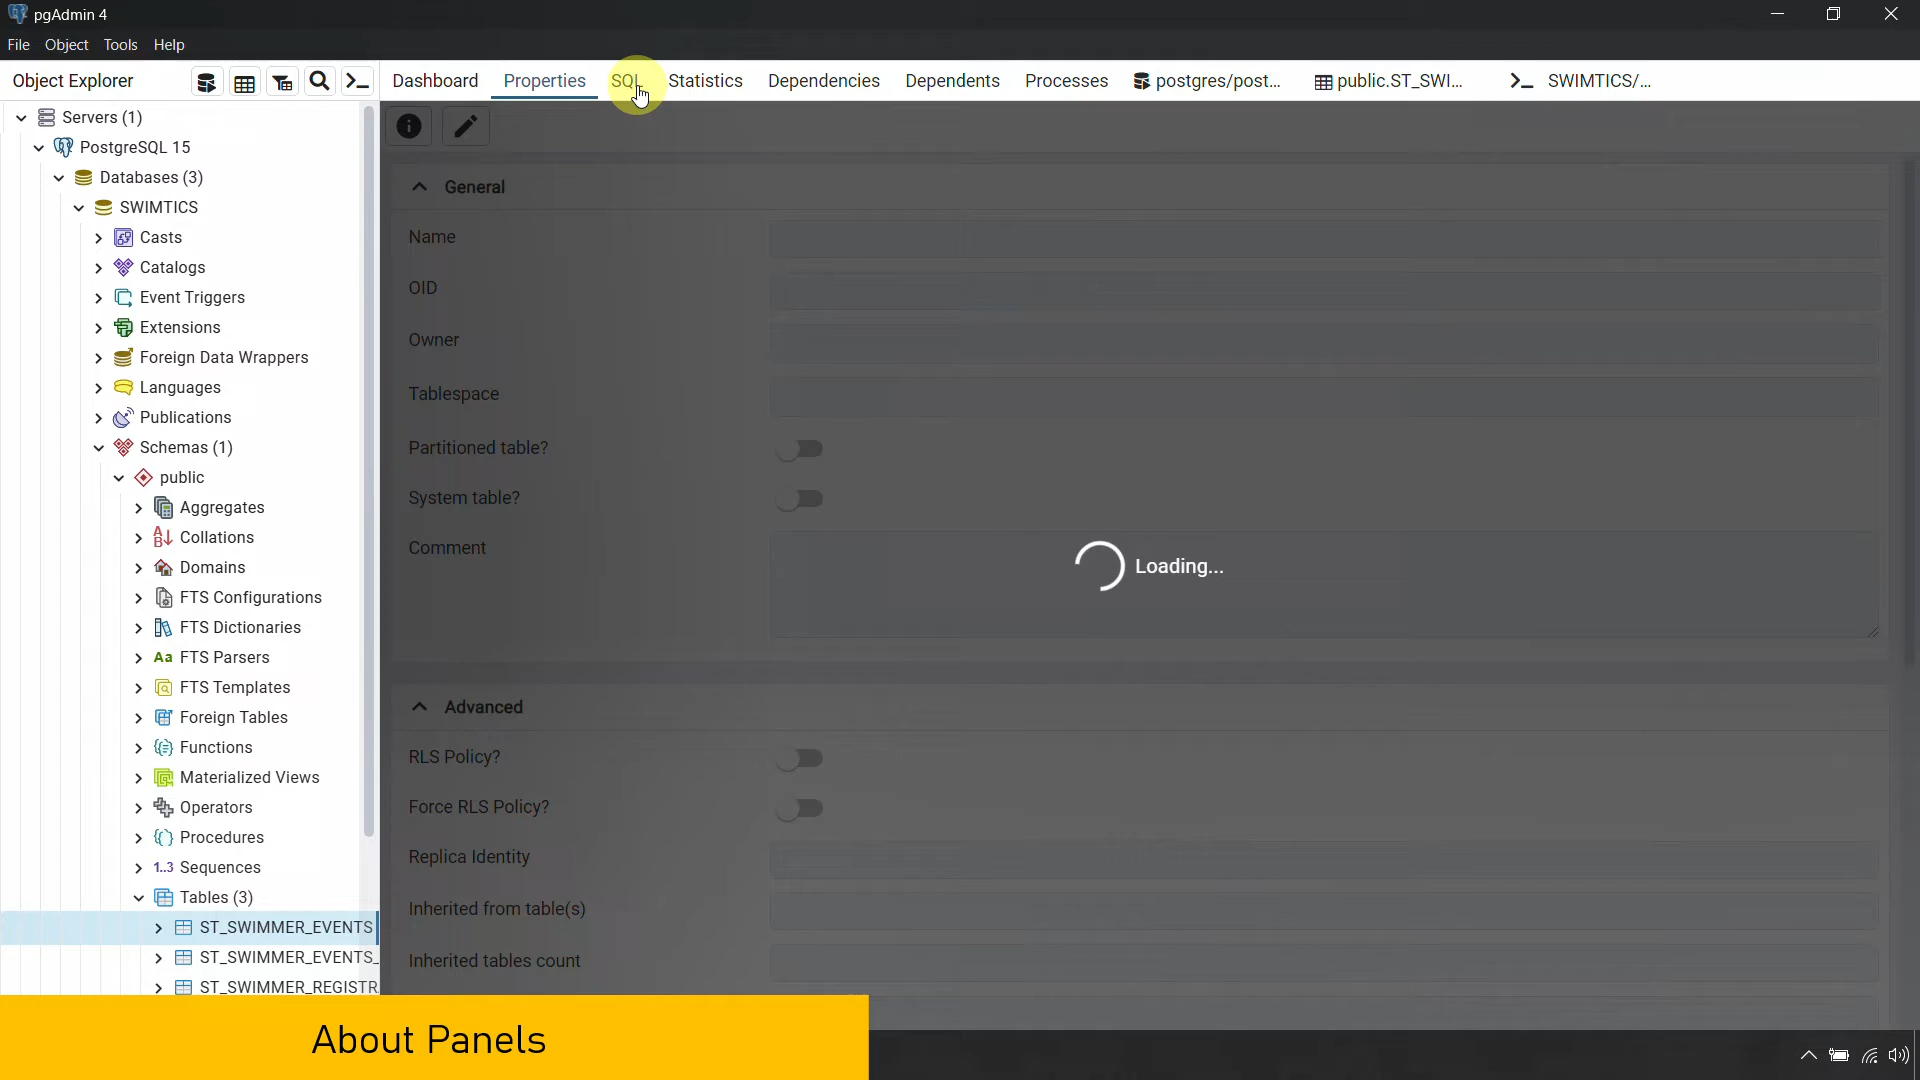 pgAdmin 4
File Object Tools Help
Object Explorer
Dashboard Properties SQL Statistics Dependencies Dependents Processes postgres/post... public.ST_SWI... SWIMTICS/...
Servers (1)
PostgreSQL 15
Databases (3)
SWIMTICS
Casts
Catalogs
Event Triggers
Extensions
Foreign Data Wrappers
Languages
Publications
Schemas (1)
public
Aggregates
Collations
Domains
FTS Configurations
FTS Dictionaries
Aa FTS Parsers
FTS Templates
Foreign Tables
Functions
Materialized Views
Operators
Procedures
1..3 Sequences
Tables (3)
ST_SWIMMER_EVENTS
ST_SWIMMER_EVENTS_
ST_SWIMMER_REGISTR
General
Name
OID
Owner
Tablespace
Partitioned table?
System table?
Comment
Loading...
Advanced
RLS Policy?
Force RLS Policy?
Replica Identity
Inherited from table(s)
Inherited tables count
About Panels